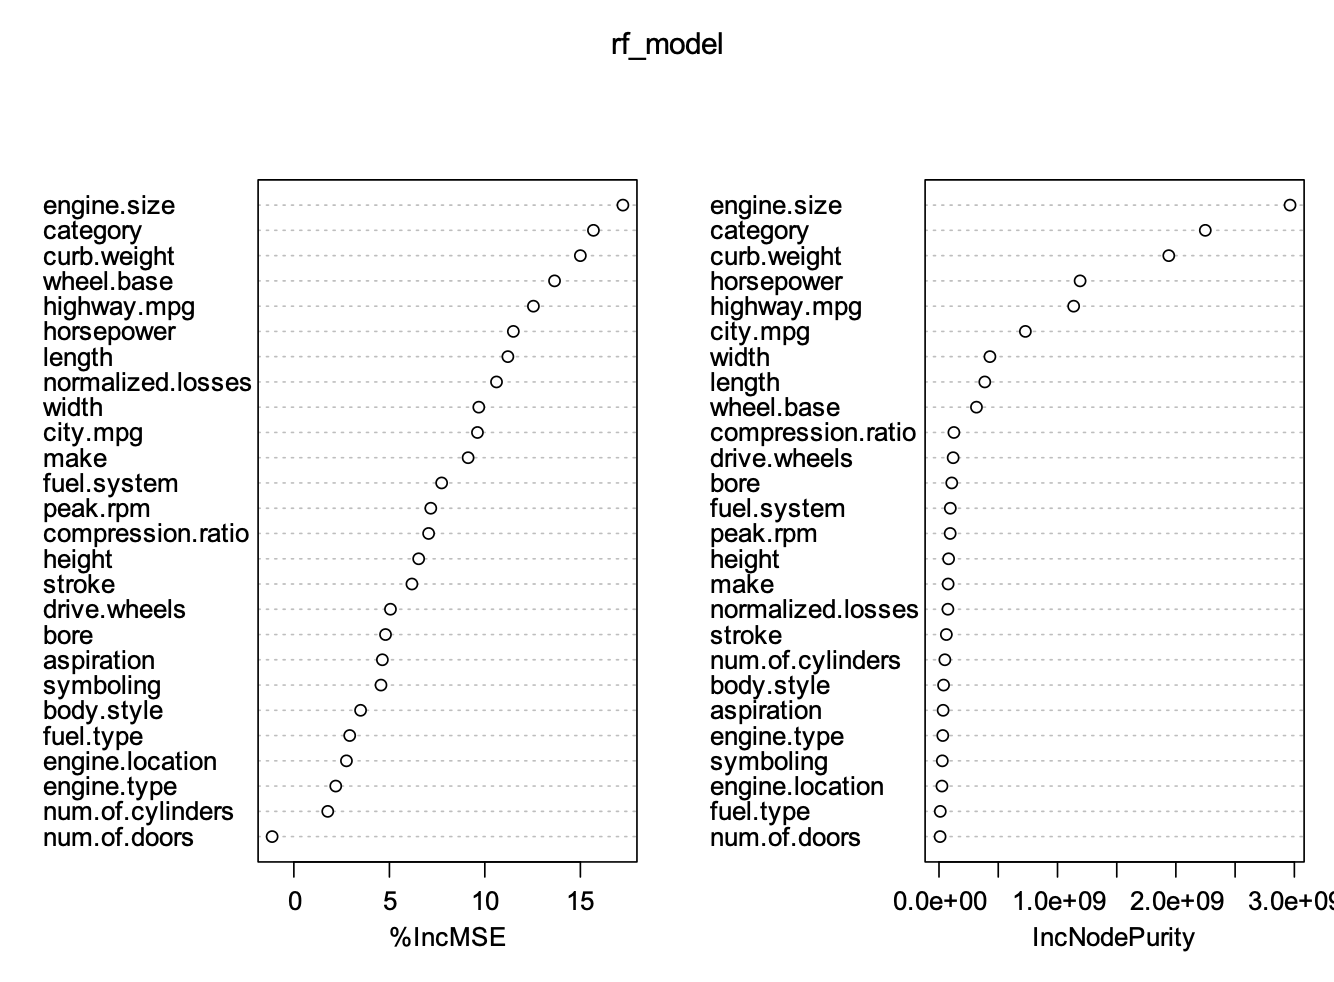 rf_model
engine.size
category
curb.weight
wheel.base
highway.mpg
horsepower
length
normalized.losses
width
city.mpg
make
fuel.system
peak.rpm
compression.ratio
height
stroke
drive.wheels
bore
aspiration
symboling
body.style
fuel.type
engine.location
engine.type
num.of.cylinders
num.of.doors
0 5 10 15
%IncMSE
engine.size
category
curb.weight
horsepower
highway.mpg
city.mpg
width
length
wheel.base
compression.ratio
drive.wheels
bore
fuel.system
peak.rpm
height
make
normalized.losses
stroke
num.of.cylinders
body.style
aspiration
engine.type
symboling
engine.location
fuel.type
num.of.doors
0.0e+00 1.0e+09 2.0e+09 3.0e+09
IncNodePurity